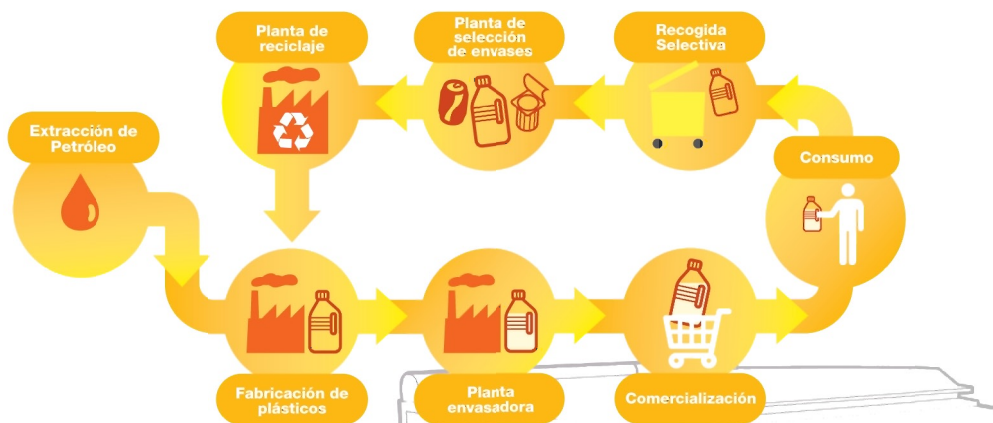 Planta de
reciclaje
Planta de
selección
de envases
Recogida
Selectiva
Extracción de
Petróleo
Consumo
Fabricación de
plásticos
Planta
envasadora
Comercialización